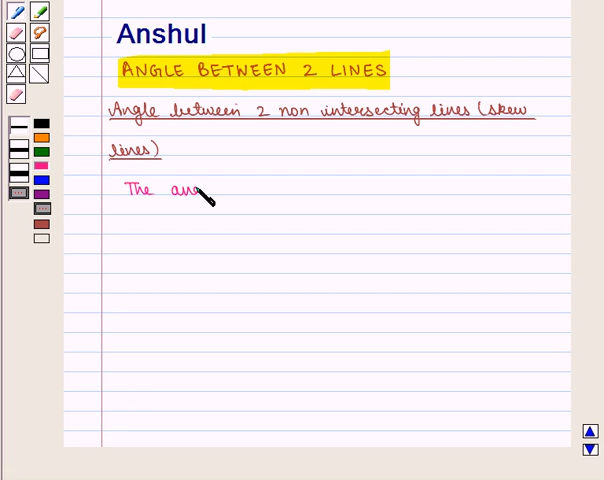 Anshul
ANGLE BETWEEN 2 LINES
Angle between 2 non intersecting lines (skew
lines)
The